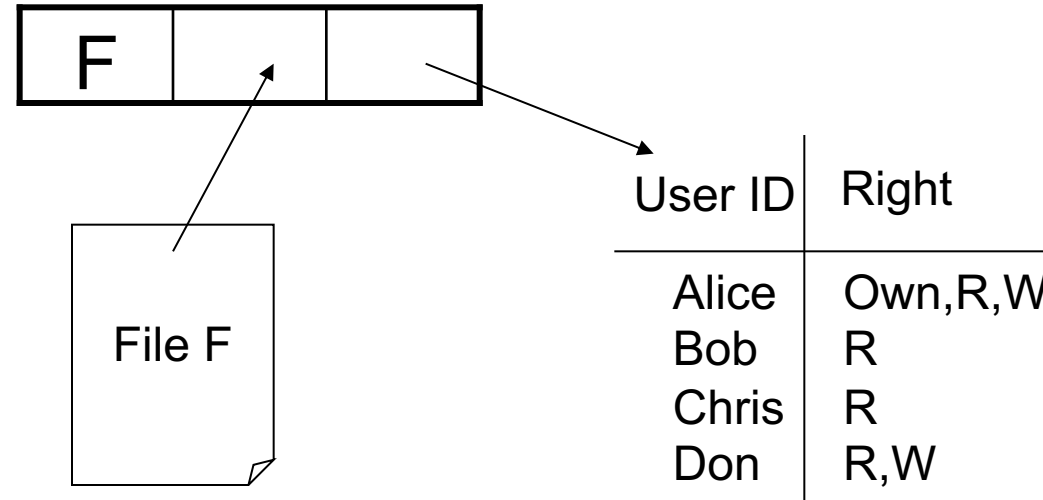 F
User ID Right
Alice Own,R,W
File F
Bob R
Chris R
Don R,W